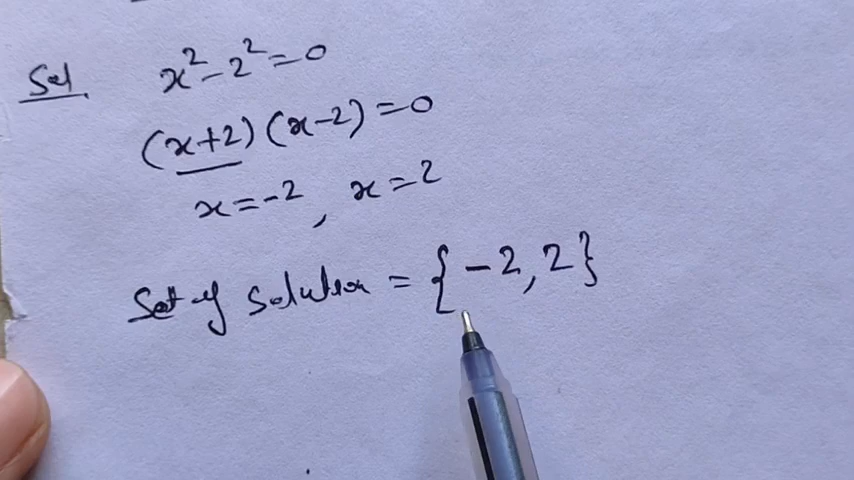 Sol. x² - 2² = 0
(x+2)(x-2) = 0
x = -2, x = 2
Set of solution = {-2, 2}